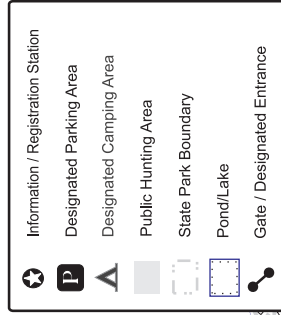 Information / Registration Station
P Designated Parking Area
Designated Camping Area
Public Hunting Area
State Park Boundary
Pond/Lake
Gate / Designated Entrance